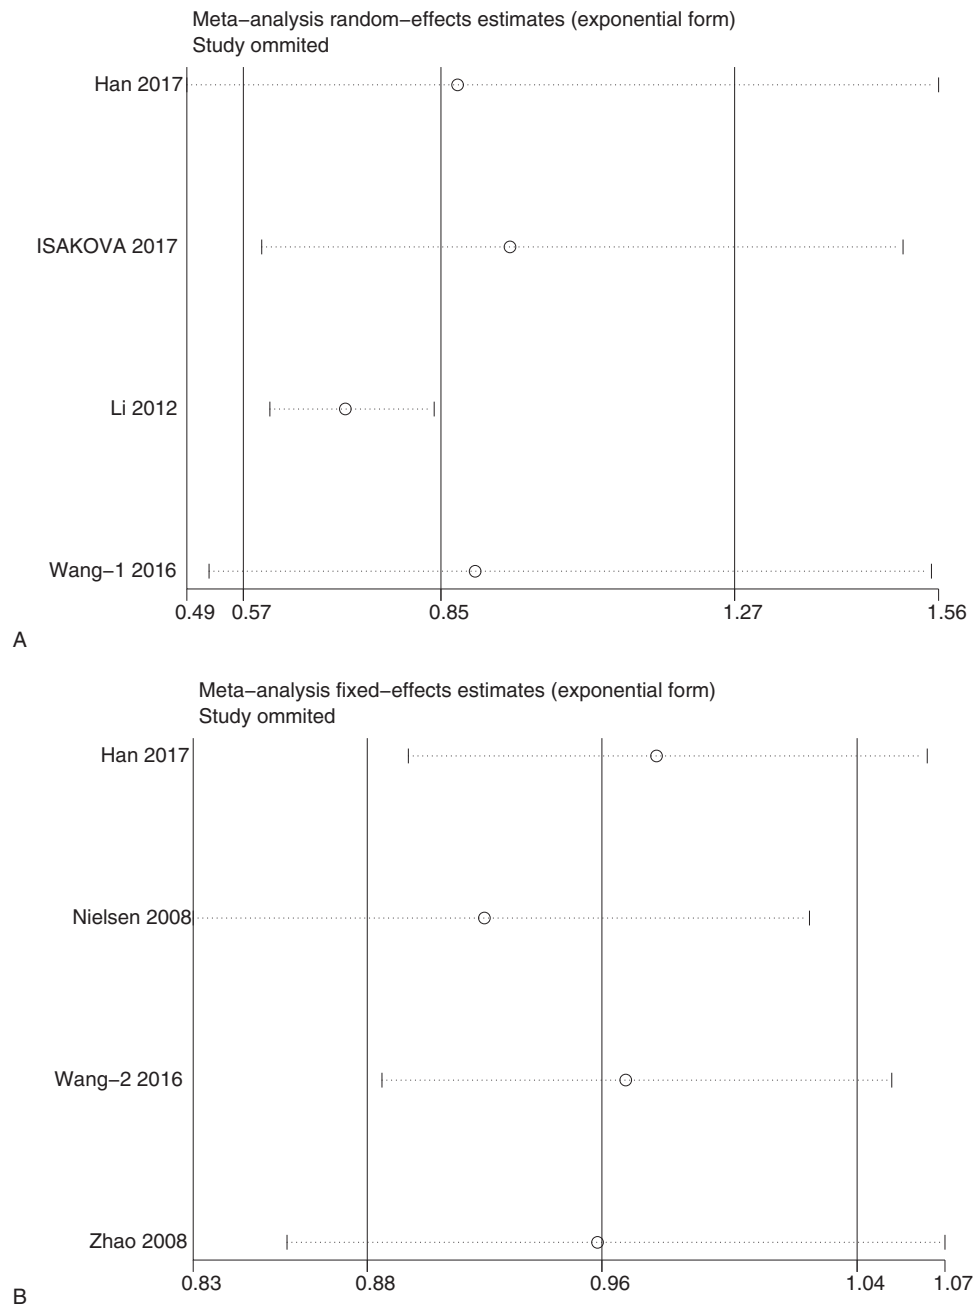 Meta−analysis random−effects estimates (exponential form)
Study ommited
Han 2017
ISAKOVA 2017
Li 2012
Wang−1 2016
0.49 0.57 0.85 1.27 1.56
A
Meta−analysis fixed−effects estimates (exponential form)
Study ommited
Han 2017
Nielsen 2008
Wang−2 2016
Zhao 2008
0.83 0.88 0.96 1.04 1.07
B